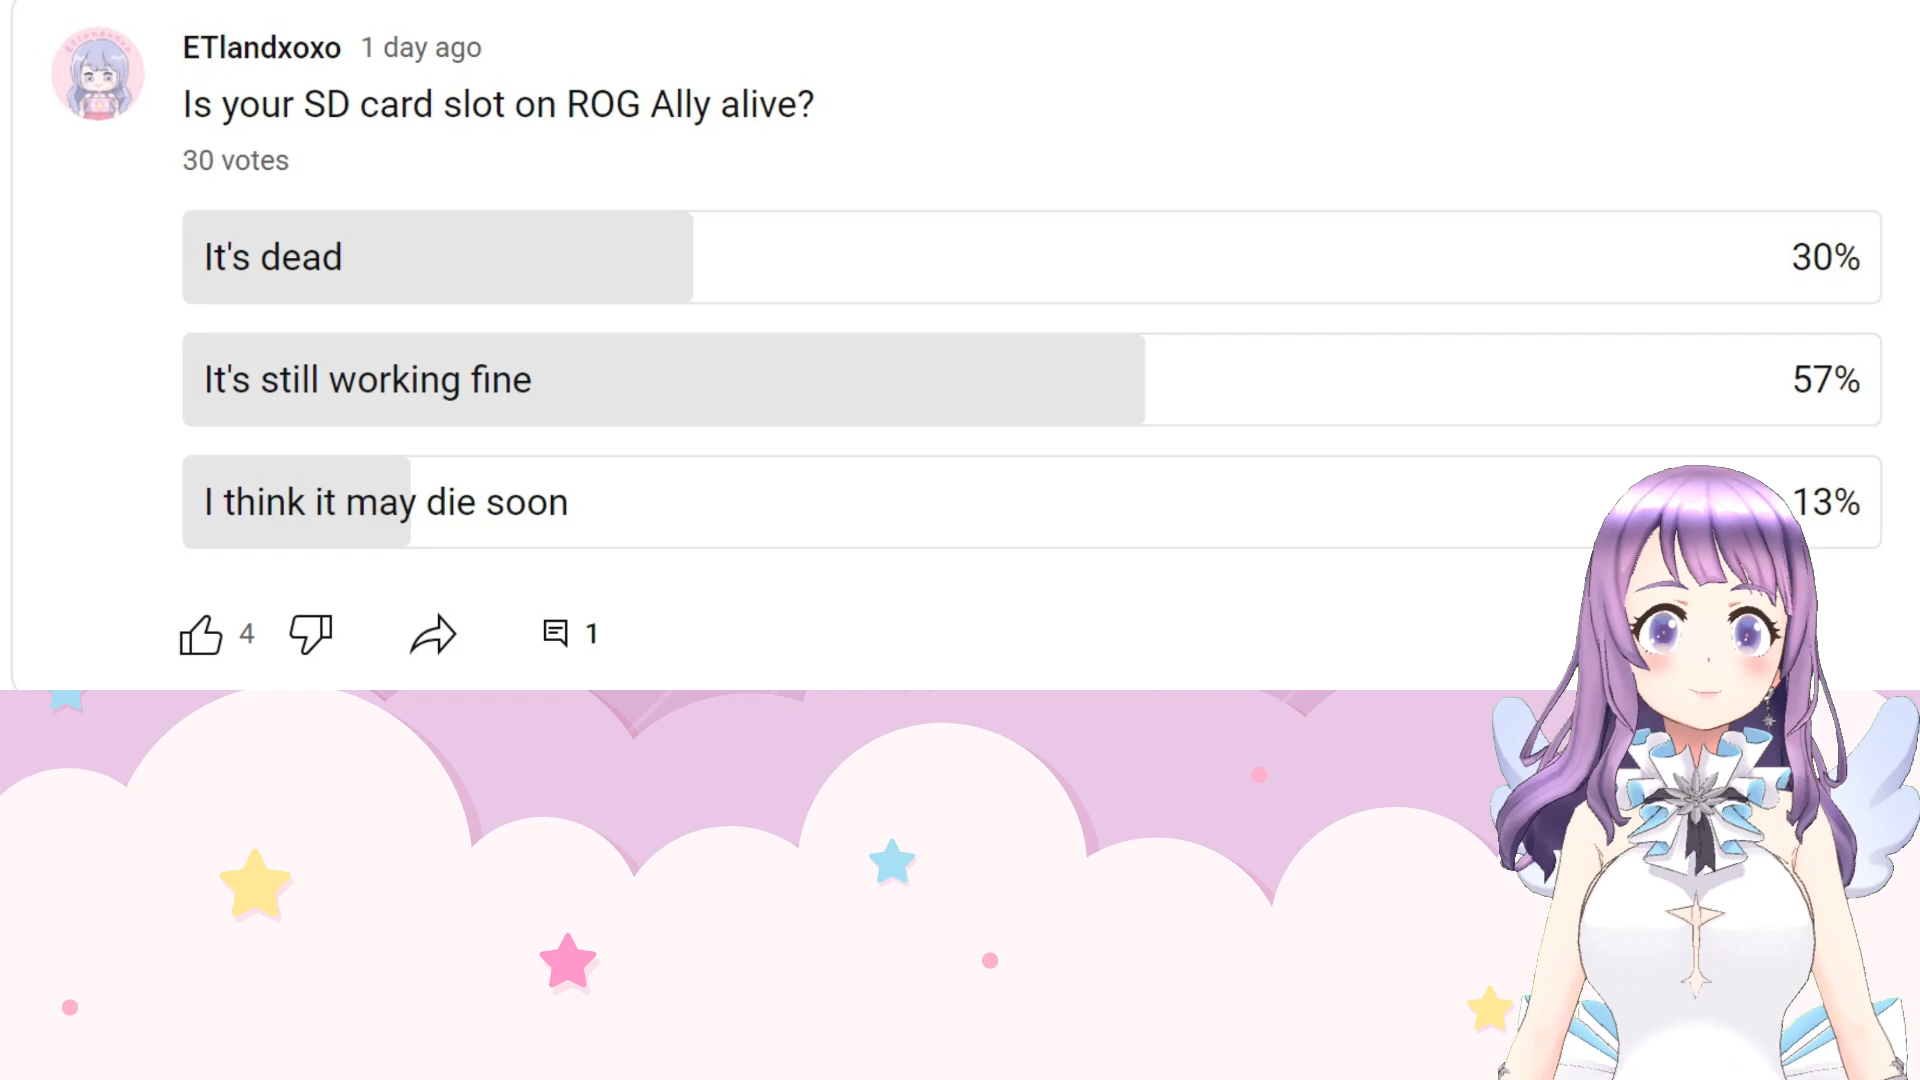 ETlandxoxo 1 day ago
Is your SD card slot on ROG Ally alive?
30 votes
It's dead 30%
It's still working fine 57%
I think it may die soon 13%
4 1